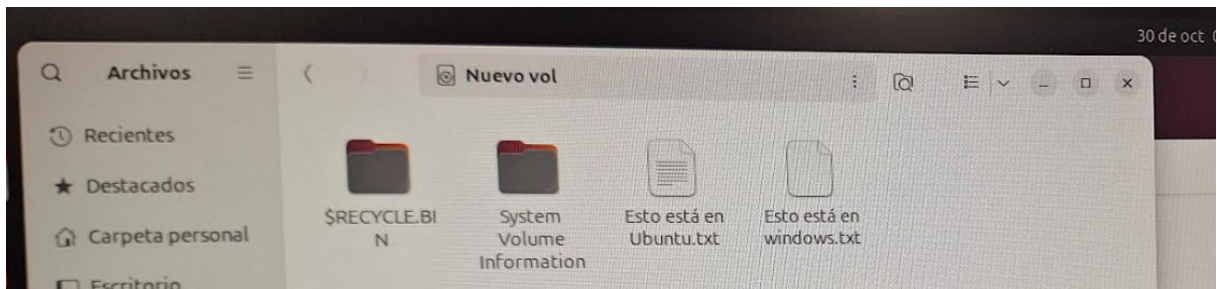 30 de oct
Archivos
Nuevo vol
Recientes
Destacados
Carpeta personal
Escritorio
$RECYCLE.BI
N
System
Volume
Information
Esto está en
Ubuntu.txt
Esto está en
windows.txt